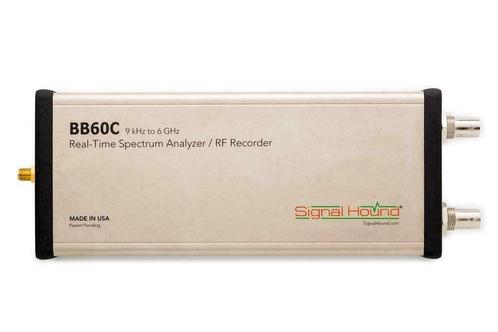 BB60C 9 kHz to 6 GHz
Real-Time Spectrum Analyzer / RF Recorder
MADE IN USA
Patent Pending
Signal Hound®
SignalHound.com